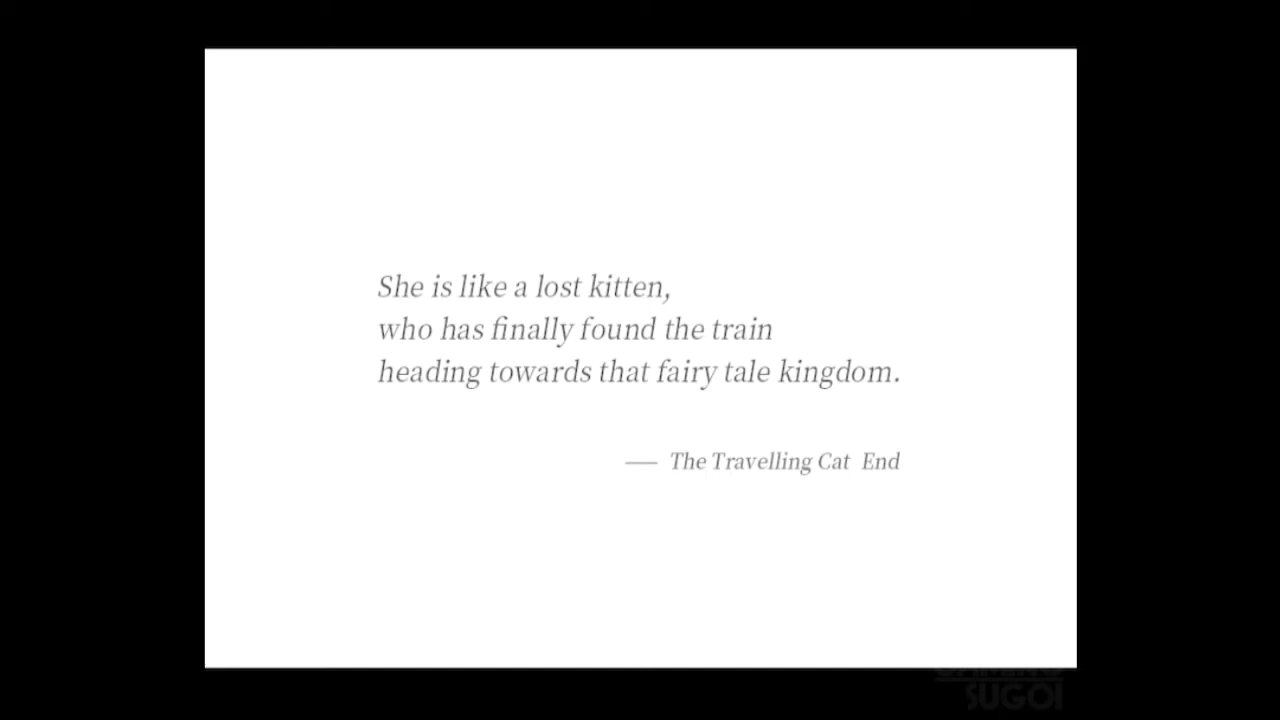 She is like a lost kitten,
who has finally found the train
heading towards that fairy tale kingdom.
— The Travelling Cat End
SUGOI